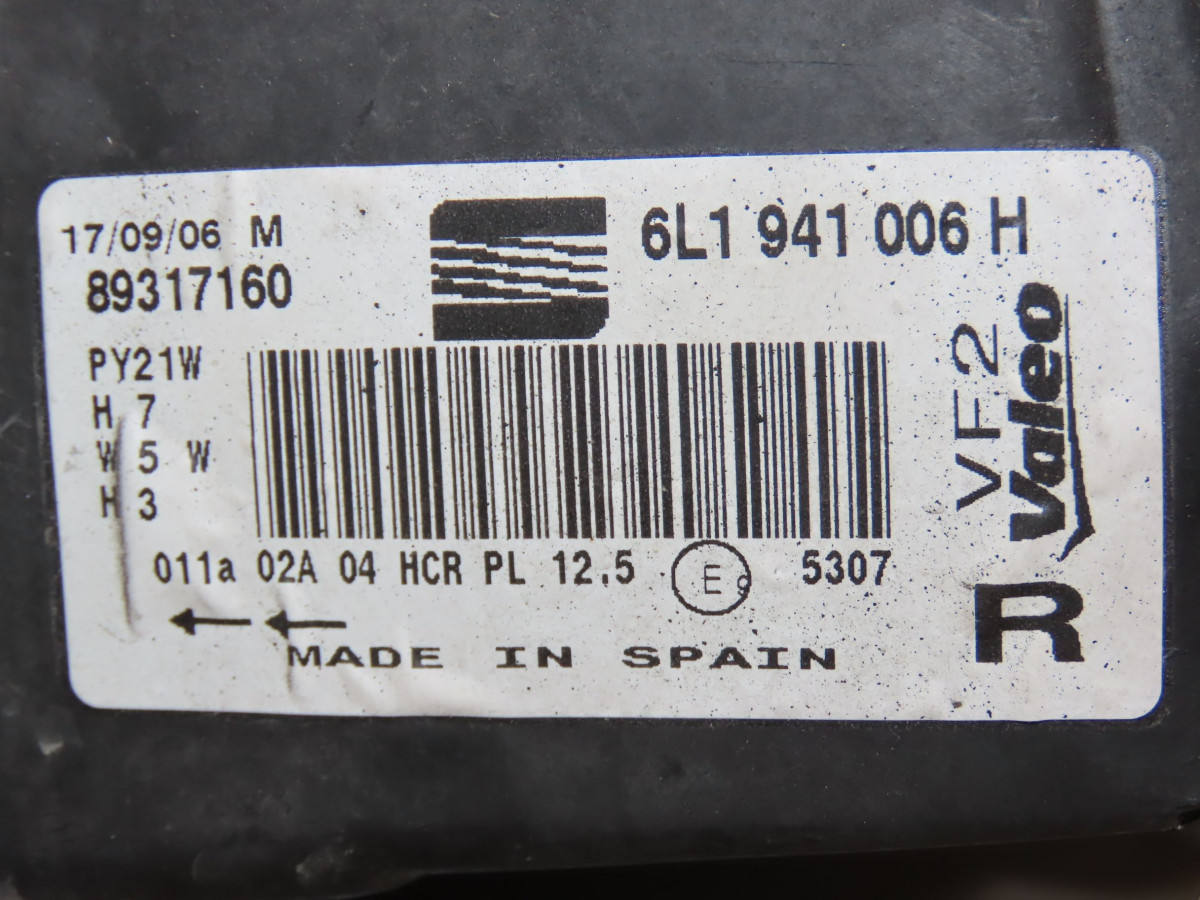 17/09/06 M
89317160
6L1 941 006 H
PY21W
H 7
W 5 W
H 3
VF2
Valeo
011a 02A 04 HCR PL 12,5 E9 5307
R
MADE IN SPAIN